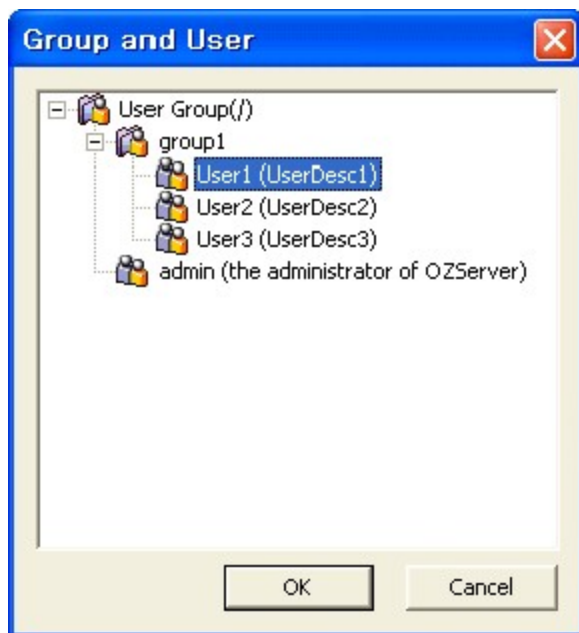 Group and User
User Group(/)
group1
User1 (UserDesc1)
User2 (UserDesc2)
User3 (UserDesc3)
admin (the administrator of OZServer)
OK
Cancel